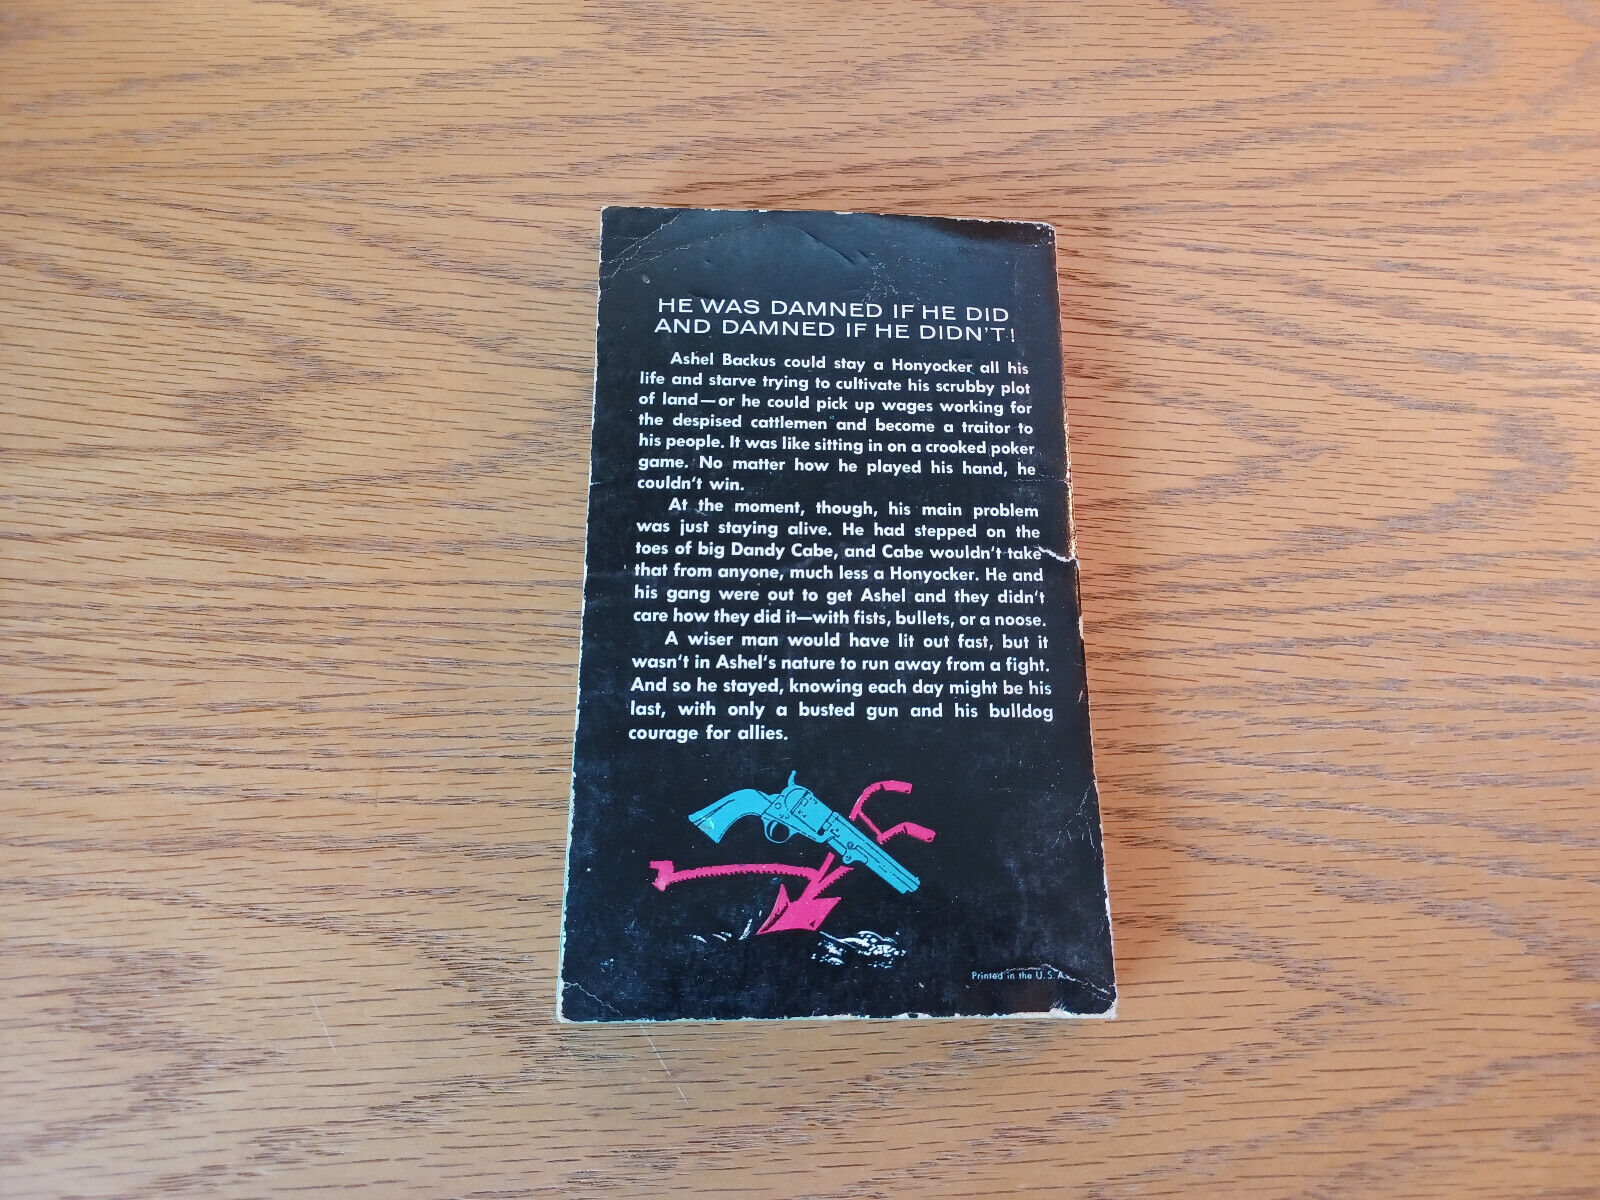 HE WAS DAMNED IF HE DID
AND DAMNED IF HE DIDN'T!
Ashel Backus could stay a Honyocker all his
life and starve trying to cultivate his scrubby plot
of land—or he could pick up wages working for
the despised cattlemen and become a traitor to
his people. It was like sitting in on a crooked poker
game. No matter how he played his hand, he
couldn't win.
At the moment, though, his main problem
was just staying alive. He had stepped on the
toes of big Dandy Cabe, and Cabe wouldn't take
that from anyone, much less a Honyocker. He and
his gang were out to get Ashel and they didn't
care how they did it—with fists, bullets, or a noose.
A wiser man would have lit out fast, but it
wasn't in Ashel's nature to run away from a fight.
And so he stayed, knowing each day might be his
last, with only a busted gun and his bulldog
courage for allies.
Printed in the U.S.A.